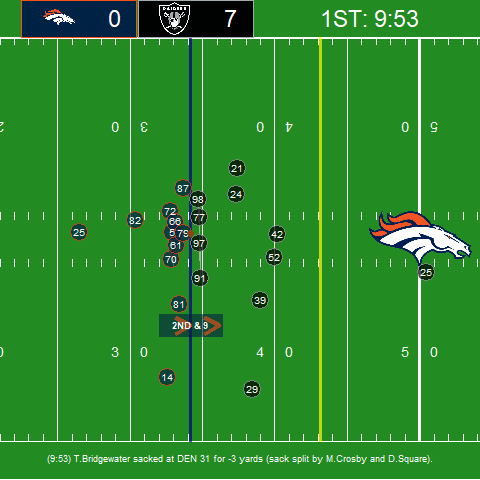 0 7 1ST: 9:53
RAIDERS
2 0 3 0 4 0 5
21
87 24
98
72 77
82 66
25 5 79 42
61 97
70 52
25
91
81 39
2ND & 9
0 3 0 4 0 5 0
14
29
(9:53) T.Bridgewater sacked at DEN 31 for -3 yards (sack split by M.Crosby and D.Square).